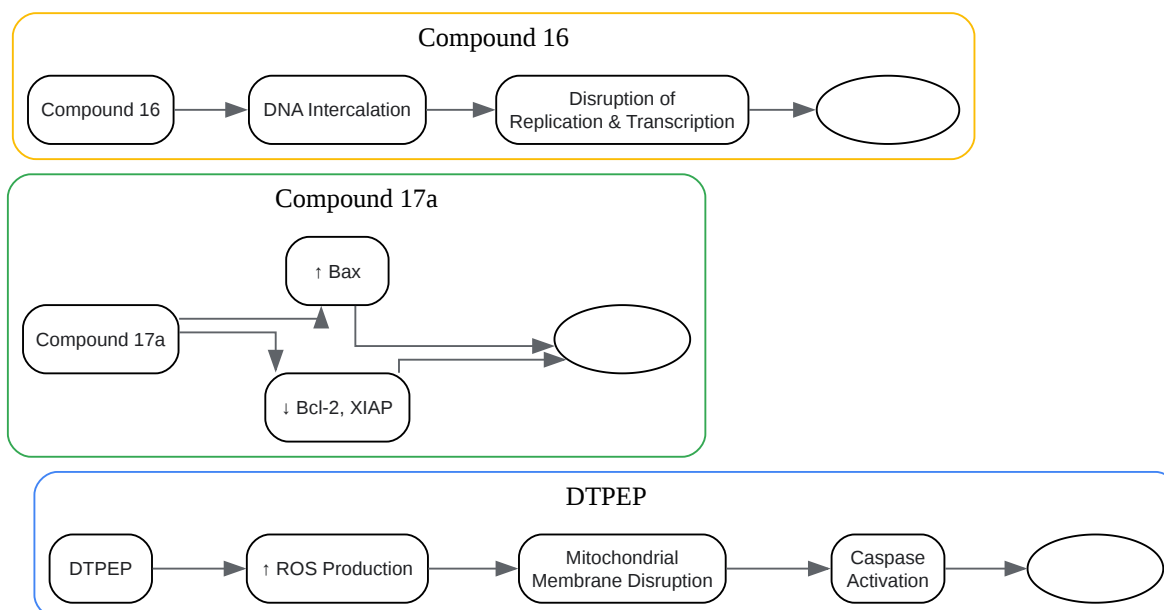 Compound 16
Compound 16
DNA Intercalation
Disruption of
Replication & Transcription
Compound 17a
↑ Bax
Compound 17a
↓ Bcl-2, XIAP
DTPEP
DTPEP
↑ ROS Production
Mitochondrial
Membrane Disruption
Caspase
Activation